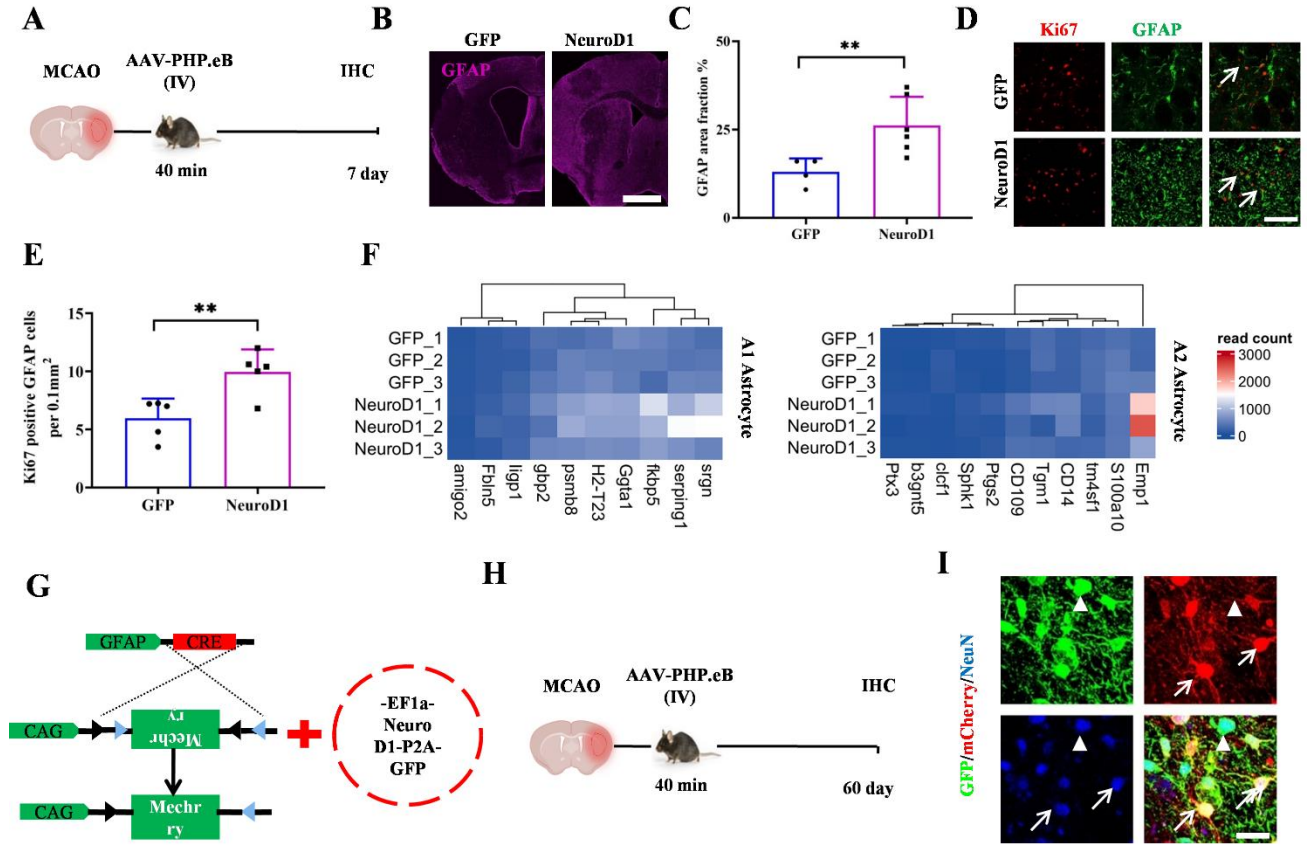 A
MCAO
AAV-PHP.eB
(IV)
IHC
40 min
7 day
B
GFP
NeuroD1
GFAP
C
GFAP area fraction %
50
25
0
**
GFP
NeuroD1
D
Ki67
GFAP
GFP
NeuroD1
E
Ki67 positive GFAP cells
per 0.1mm²
15
10
5
0
**
GFP
NeuroD1
F
GFP_1
GFP_2
GFP_3
NeuroD1_1
NeuroD1_2
NeuroD1_3
amigo2
Fbln5
ligp1
gbp2
psmb8
H2-T23
Ggta1
fkbp5
serping1
srgn
A1 Astrocyte
GFP_1
GFP_2
GFP_3
NeuroD1_1
NeuroD1_2
NeuroD1_3
Ptx3
b3gnt5
clcf1
Sphk1
Ptgs2
CD109
Tgm1
CD14
tm4sf1
S100a10
Emp1
A2 Astrocyte
read count
3000
2000
1000
0
G
GFAP
CRE
CAG
Mechr
ry
CAG
Mechr
ry
-EF1a-
Neuro
D1-P2A-
GFP
H
MCAO
AAV-PHP.eB
(IV)
IHC
40 min
60 day
I
GFP/mCherry/NeuN